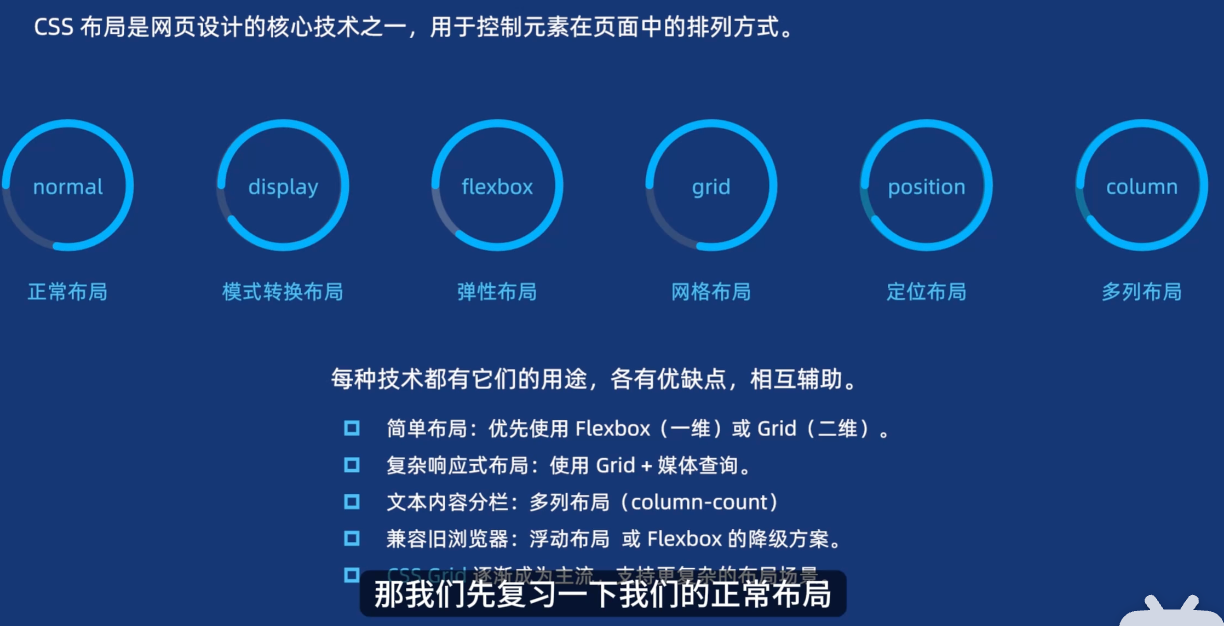 CSS 布局是网页设计的核心技术之一，用于控制元素在页面中的排列方式。
normal display flexbox grid position column
正常布局 模式转换布局 弹性布局 网格布局 定位布局 多列布局
每种技术都有它们的用途，各有优缺点，相互辅助。
简单布局：优先使用 Flexbox（一维）或 Grid（二维）。
复杂响应式布局：使用 Grid + 媒体查询。
文本内容分栏：多列布局（column-count）
兼容旧浏览器：浮动布局 或 Flexbox 的降级方案。
CSS Grid 逐渐成为主流，支持更复杂的布局场景
那我们先复习一下我们的正常布局